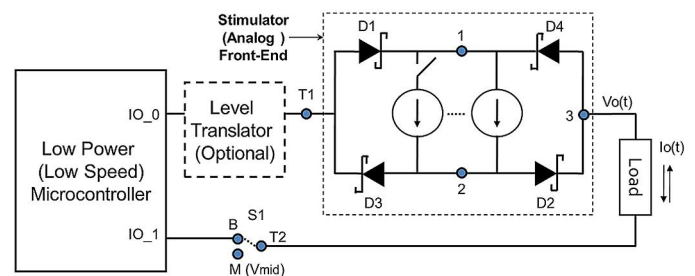 Stimulator
(Analog)
Front-End
D1
1
D4
IO_0
Level
Translator
(Optional)
T1
3
Vo(t)
Low Power
(Low Speed)
Microcontroller
Load
Io(t)
D3
2
D2
IO_1
B
S1
T2
M (Vmid)